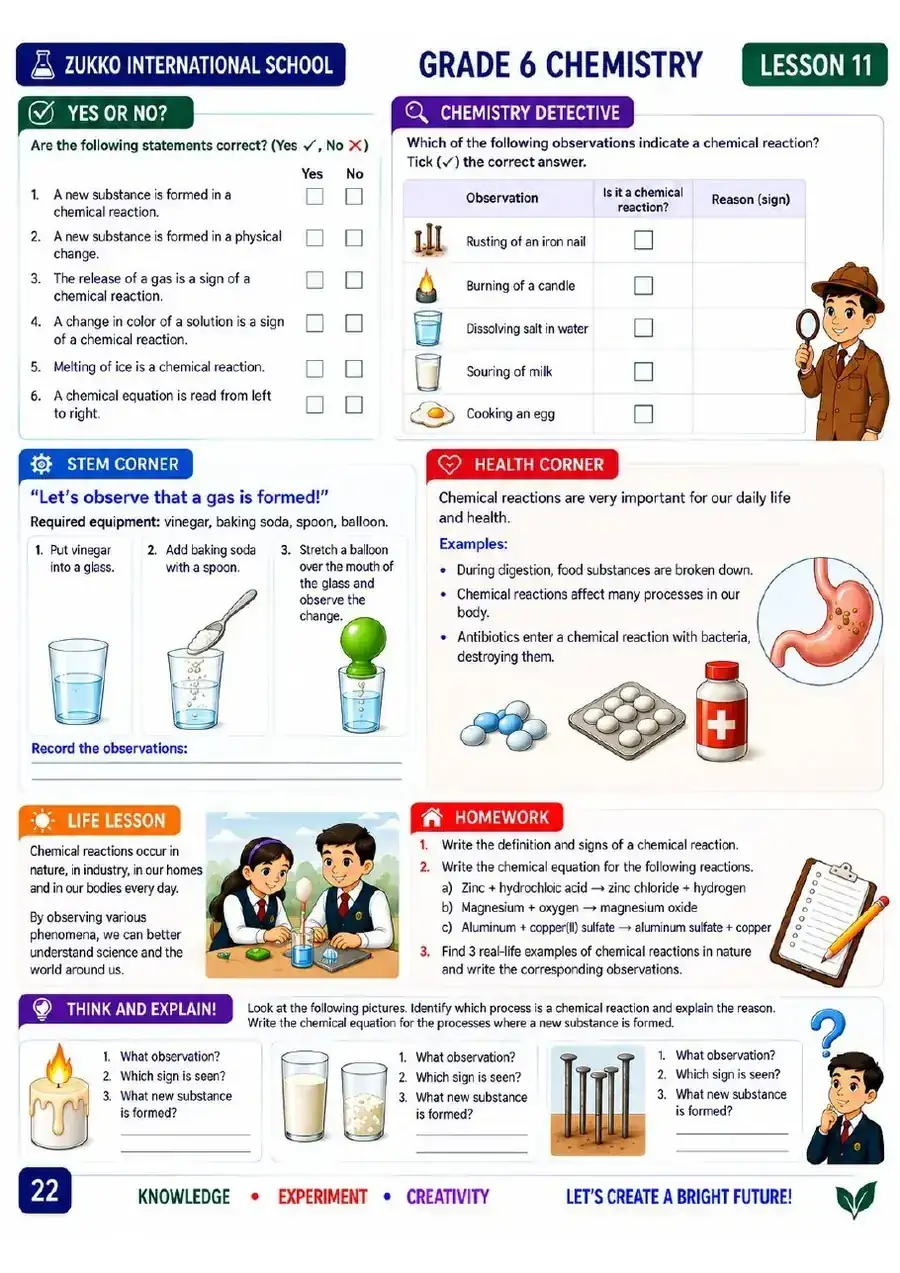 ZUKKO INTERNATIONAL SCHOOL
GRADE 6 CHEMISTRY
LESSON 11
YES OR NO?
Are the following statements correct? (Yes ✓, No ❌)
Yes No
1. A new substance is formed in a
chemical reaction.
2. A new substance is formed in a physical
change.
3. The release of a gas is a sign of a
chemical reaction.
4. A change in color of a solution is a sign
of a chemical reaction.
5. Melting of ice is a chemical reaction.
6. A chemical equation is read from left
to right.
CHEMISTRY DETECTIVE
Which of the following observations indicate a chemical reaction?
Tick (✓) the correct answer.
Observation
Is it a chemical
reaction?
Reason (sign)
Rusting of an iron nail
Burning of a candle
Dissolving salt in water
Souring of milk
Cooking an egg
STEM CORNER
“Let’s observe that a gas is formed!”
Required equipment: vinegar, baking soda, spoon, balloon.
1. Put vinegar
into a glass.
2. Add baking soda
with a spoon.
3. Stretch a balloon
over the mouth of
the glass and
observe the
change.
Record the observations:
HEALTH CORNER
Chemical reactions are very important for our daily life
and health.
Examples:
• During digestion, food substances are broken down.
• Chemical reactions affect many processes in our
body.
• Antibiotics enter a chemical reaction with bacteria,
destroying them.
LIFE LESSON
Chemical reactions occur in
nature, in industry, in our homes
and in our bodies every day.
By observing various
phenomena, we can better
understand science and the
world around us.
HOMEWORK
1. Write the definition and signs of a chemical reaction.
2. Write the chemical equation for the following reactions.
a) Zinc + hydrochloic acid → zinc chloride + hydrogen
b) Magnesium + oxygen → magnesium oxide
c) Aluminum + copper(II) sulfate → aluminum sulfate + copper
3. Find 3 real-life examples of chemical reactions in nature
and write the corresponding observations.
THINK AND EXPLAIN!
Look at the following pictures. Identify which process is a chemical reaction and explain the reason.
Write the chemical equation for the processes where a new substance is formed.
1. What observation?
2. Which sign is seen?
3. What new substance
is formed?
1. What observation?
2. Which sign is seen?
3. What new substance
is formed?
1. What observation?
2. Which sign is seen?
3. What new substance
is formed?
22
KNOWLEDGE • EXPERIMENT • CREATIVITY
LET’S CREATE A BRIGHT FUTURE!